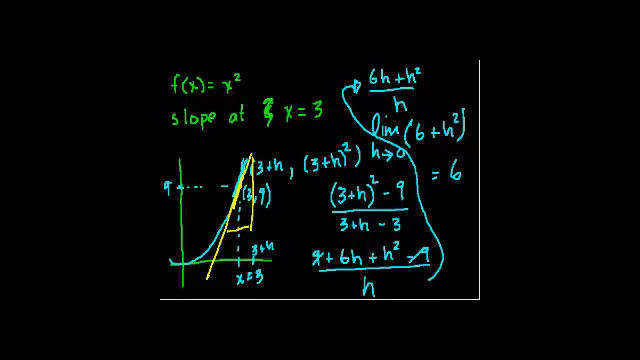 f(x) = x²
slope at x = 3
9
3+h, (3+h)²
(3, 9)
3+h
x=3
(3+h)² - 9
3+h - 3
9 + 6h + h² - 9
h
6h + h²
h
lim (6 + h²)
h→0
= 6